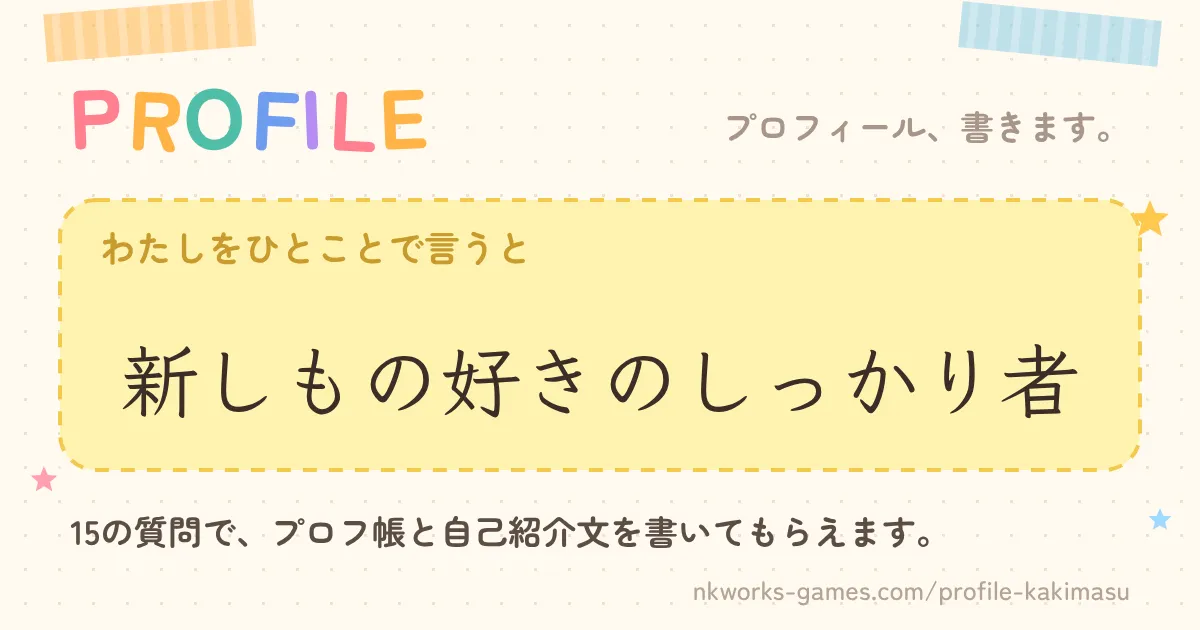 PROFILE
プロフィール、書きます。
わたしをひとことで言うと
新しもの好きのしっかり者
15の質問で、プロフ帳と自己紹介文を書いてもらえます。
nkworks-games.com/profile-kakimasu